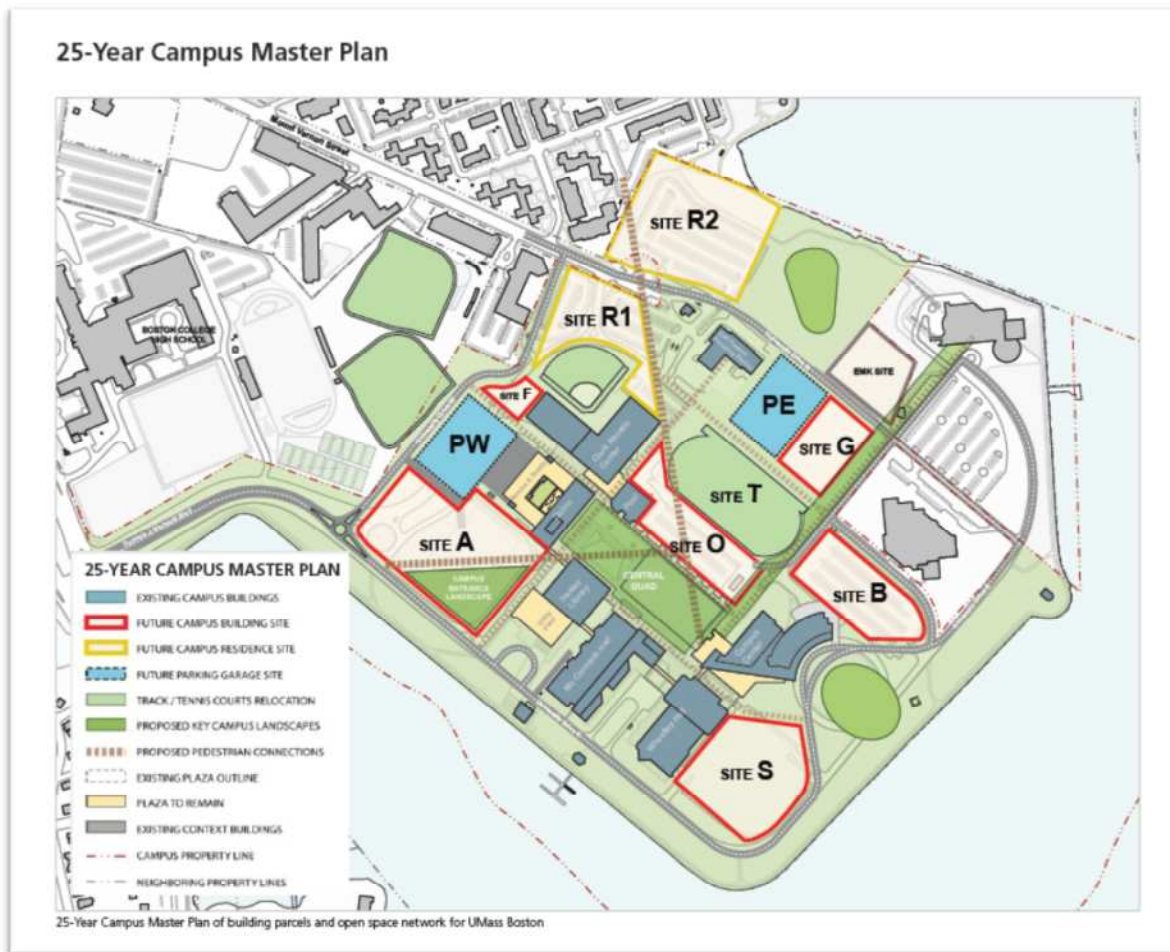 25-Year Campus Master Plan
Mount Vernon Street
SITE R2
SITE R1
BOSTON COLLEGE
HIGH SCHOOL
EMK SITE
SITE F
PE
PW
SITE G
SITE T
SITE A
SITE O
CAMPUS
ENTRANCE
LANDSCAPE
CENTRAL
QUAD
SITE B
SITE S
25-YEAR CAMPUS MASTER PLAN
EXISTING CAMPUS BUILDINGS
FUTURE CAMPUS BUILDING SITE
FUTURE CAMPUS RESIDENCE SITE
FUTURE PARKING GARAGE SITE
TRACK / TENNIS COURTS RELOCATION
PROPOSED KEY CAMPUS LANDSCAPES
PROPOSED PEDESTRIAN CONNECTIONS
EXISTING PLAZA OUTLINE
PLAZA TO REMAIN
EXISTING CONTEXT BUILDINGS
CAMPUS PROPERTY LINE
NEIGHBORING PROPERTY LINES
25-Year Campus Master Plan of building parcels and open space network for UMass Boston